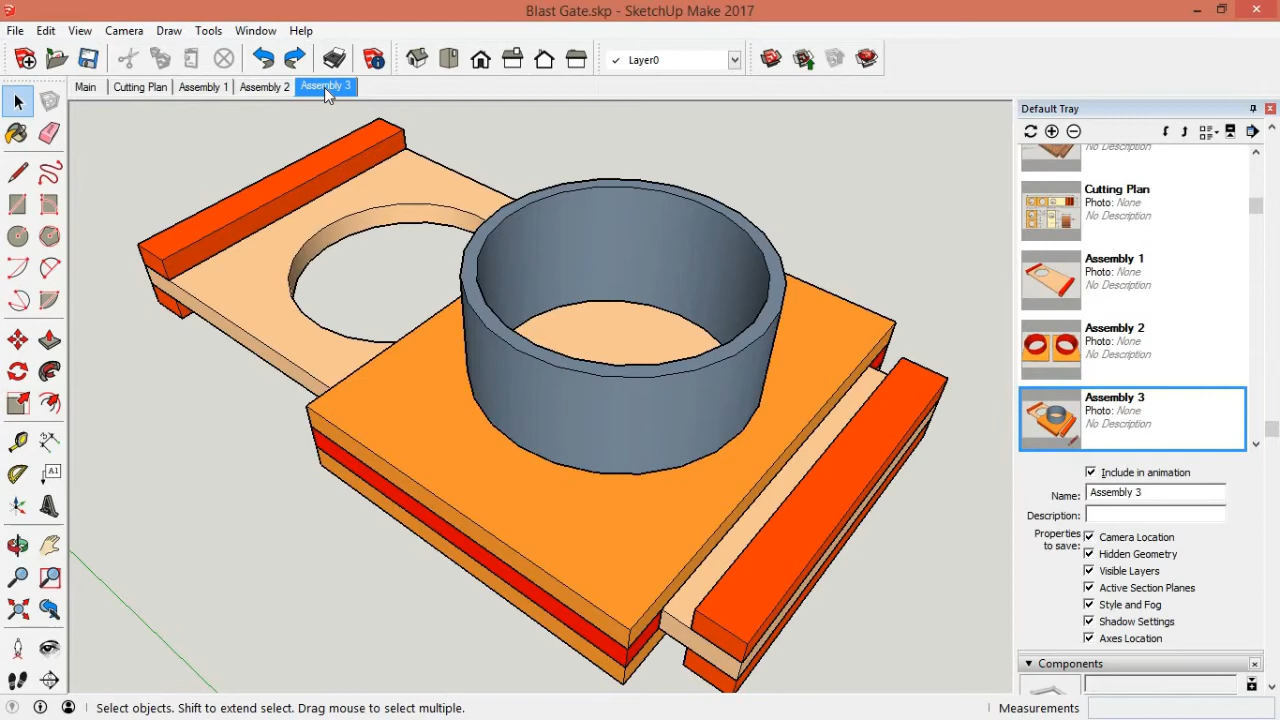 Blast Gate.skp - SketchUp Make 2017
File Edit View Camera Draw Tools Window Help
✓ Layer0
Main Cutting Plan Assembly 1 Assembly 2 Assembly 3
Default Tray
No Description
Cutting Plan
Photo: None
No Description
Assembly 1
Photo: None
No Description
Assembly 2
Photo: None
No Description
Assembly 3
Photo: None
No Description
Include in animation
Name: Assembly 3
Description:
Properties to save:
Camera Location
Hidden Geometry
Visible Layers
Active Section Planes
Style and Fog
Shadow Settings
Axes Location
Components
A1
Select objects. Shift to extend select. Drag mouse to select multiple.
Measurements